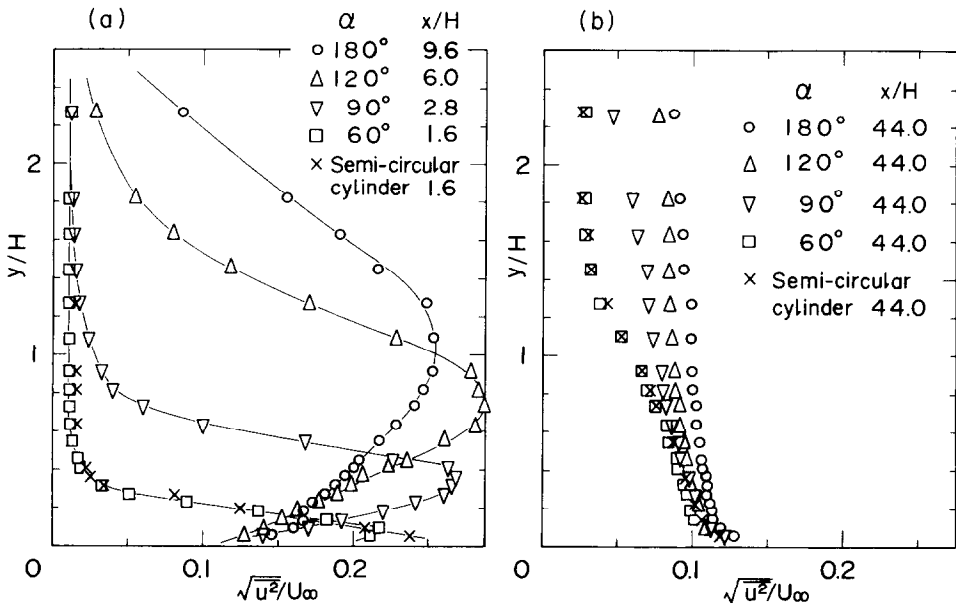 (a)
α x/H
○ 180° 9.6
△ 120° 6.0
▽ 90° 2.8
□ 60° 1.6
× Semi-circular
cylinder 1.6
y/H
2
1
0
0.1
0.2
√u²/U∞
(b)
α x/H
○ 180° 44.0
△ 120° 44.0
▽ 90° 44.0
□ 60° 44.0
× Semi-circular
cylinder 44.0
y/H
2
1
0
0.1
0.2
√u²/U∞